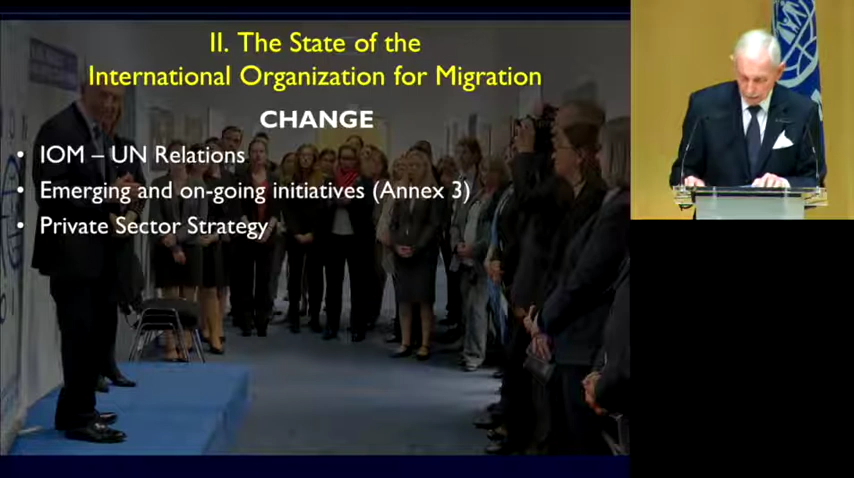 II. The State of the
International Organization for Migration
CHANGE
• IOM – UN Relations
• Emerging and on-going initiatives (Annex 3)
• Private Sector Strategy